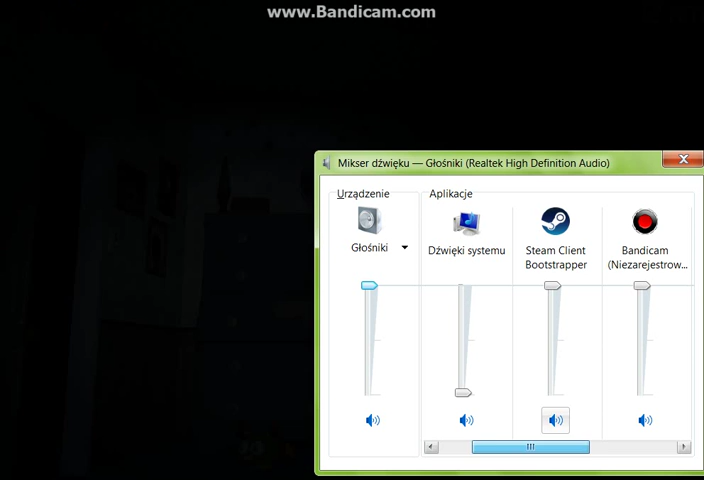 www.Bandicam.com
Mikser dźwięku — Głośniki (Realtek High Definition Audio)
Urządzenie
Aplikacje
Głośniki
Dźwięki systemu
Steam Client
Bootstrapper
Bandicam
(Niezarejestrow...